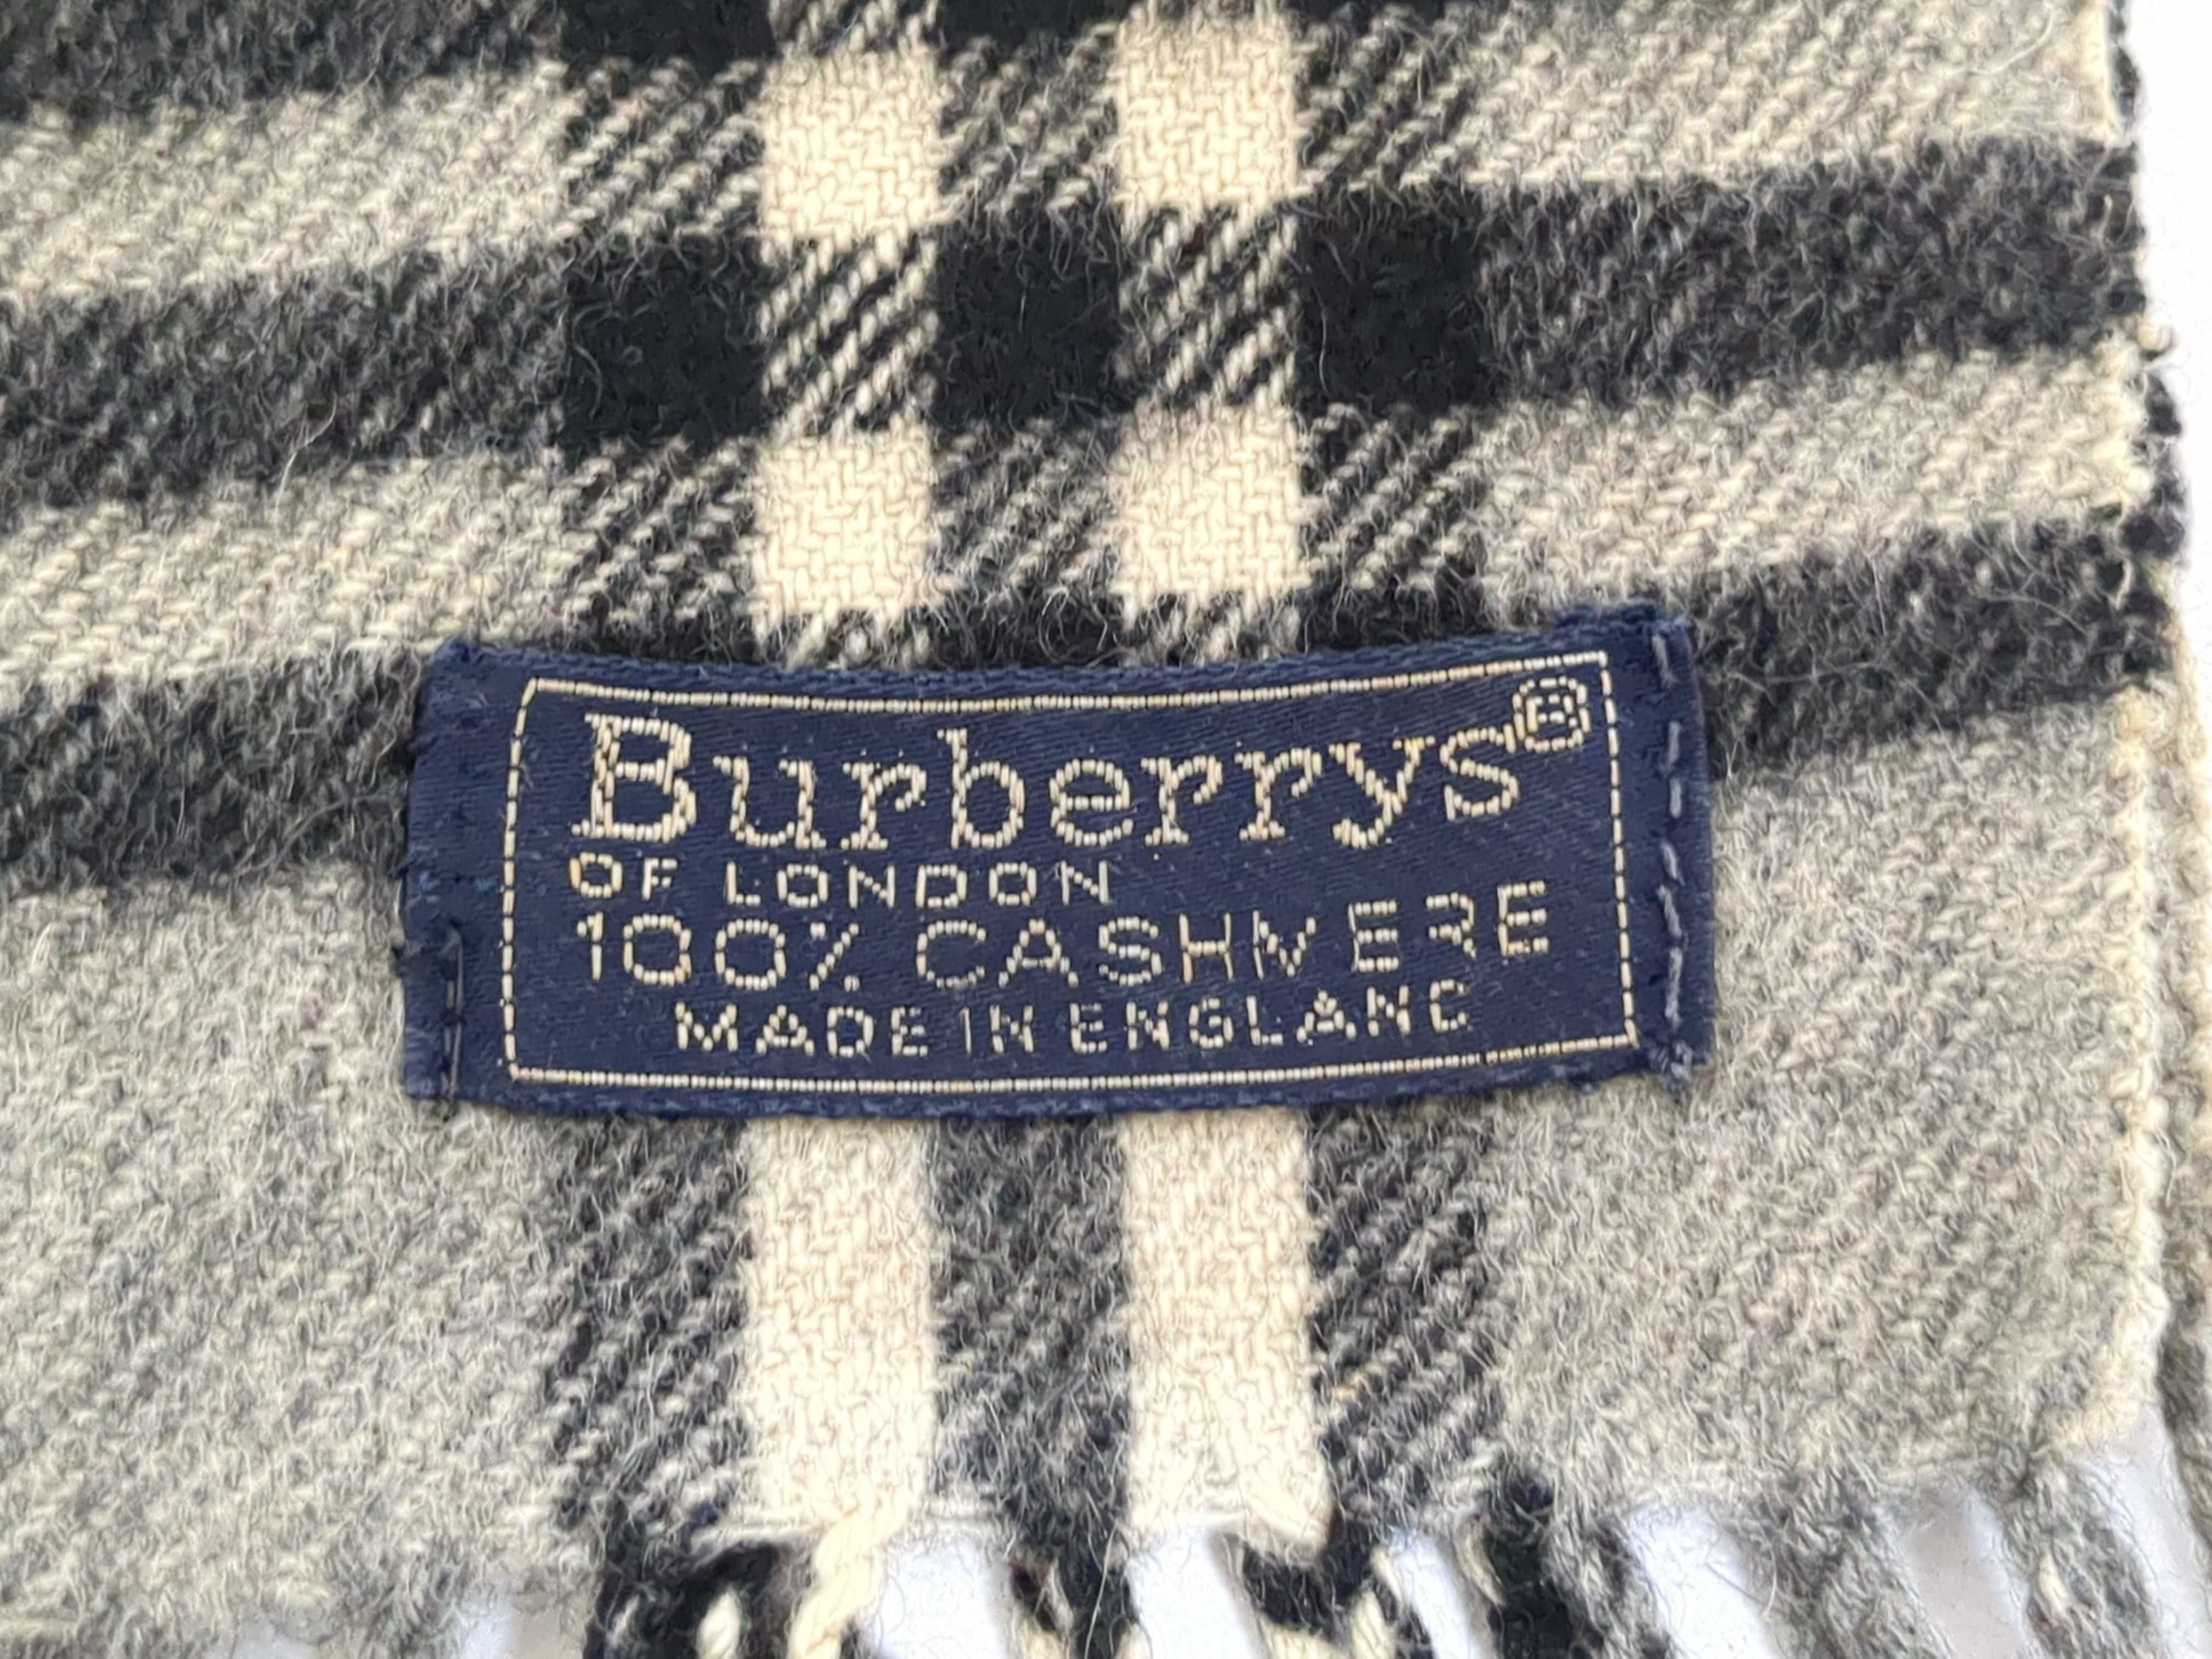 Burberrys®
OF LONDON
100% CASHMERE
MADE IN ENGLAND